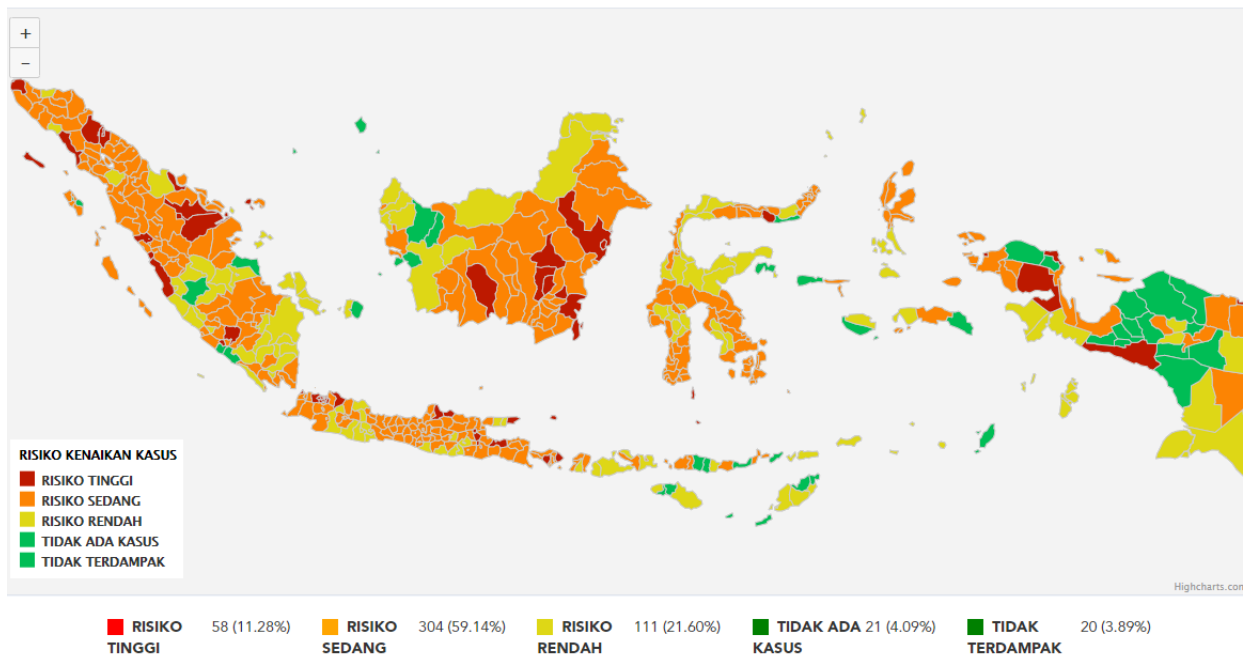 +
−
RISIKO KENAIKAN KASUS
RISIKO TINGGI
RISIKO SEDANG
RISIKO RENDAH
TIDAK ADA KASUS
TIDAK TERDAMPAK
Highcharts.com
RISIKO TINGGI 58 (11.28%)
RISIKO SEDANG 304 (59.14%)
RISIKO RENDAH 111 (21.60%)
TIDAK ADA KASUS 21 (4.09%)
TIDAK TERDAMPAK 20 (3.89%)